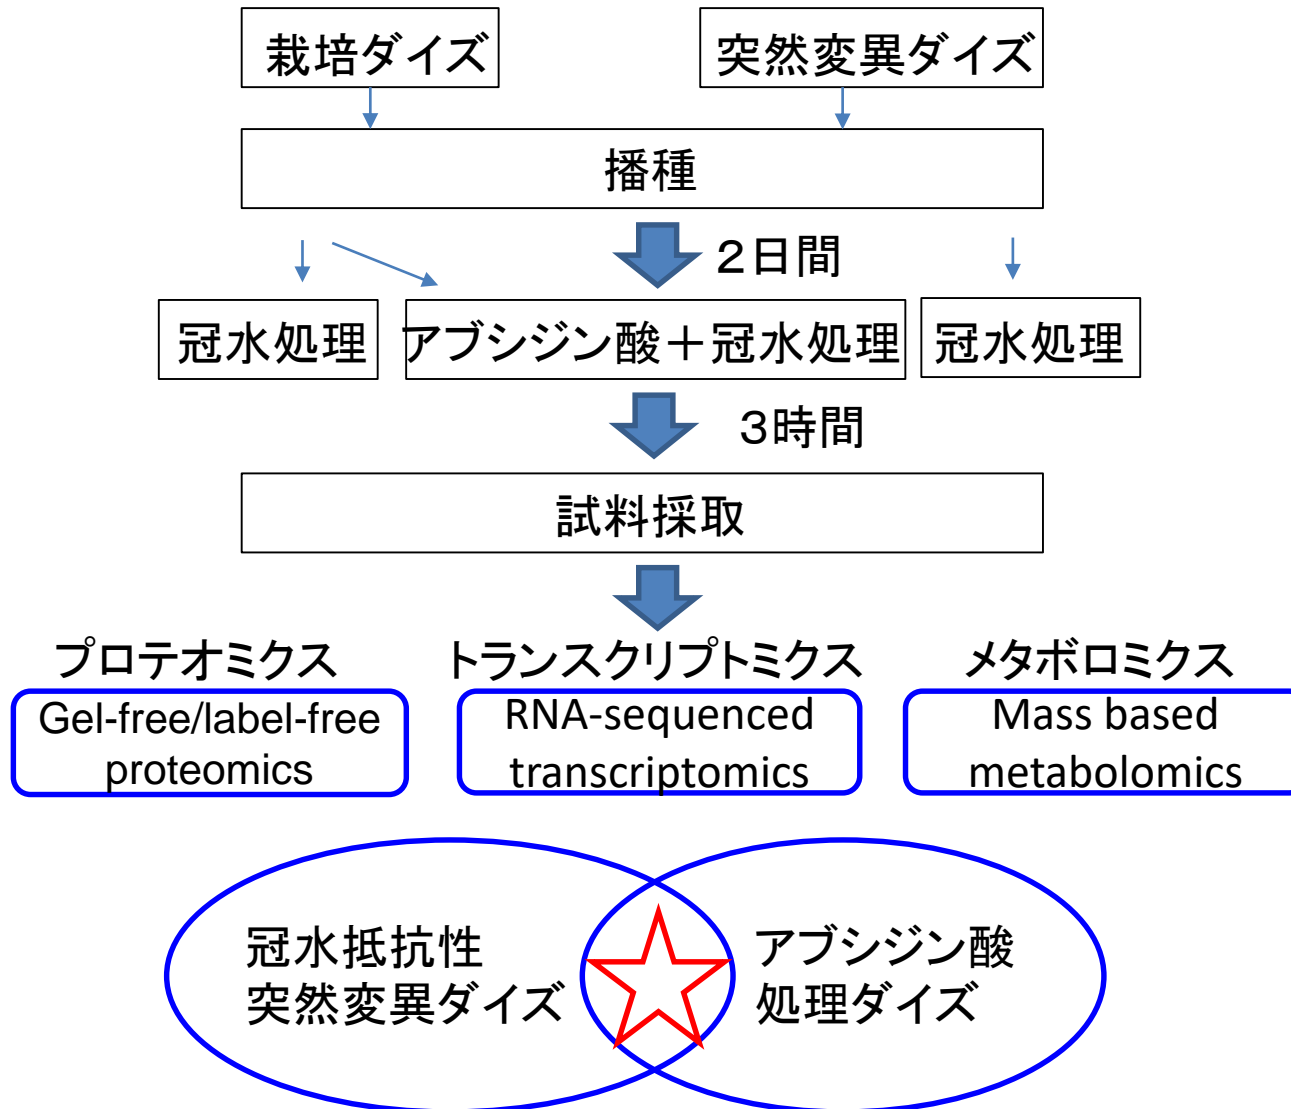 栽培ダイズ
突然変異ダイズ
播種
２日間
冠水処理
アブシジン酸＋冠水処理
冠水処理
３時間
試料採取
プロテオミクス
トランスクリプトミクス
メタボロミクス
Gel-free/label-free
proteomics
RNA-sequenced
transcriptomics
Mass based
metabolomics
冠水抵抗性
突然変異ダイズ
アブシジン酸
処理ダイズ